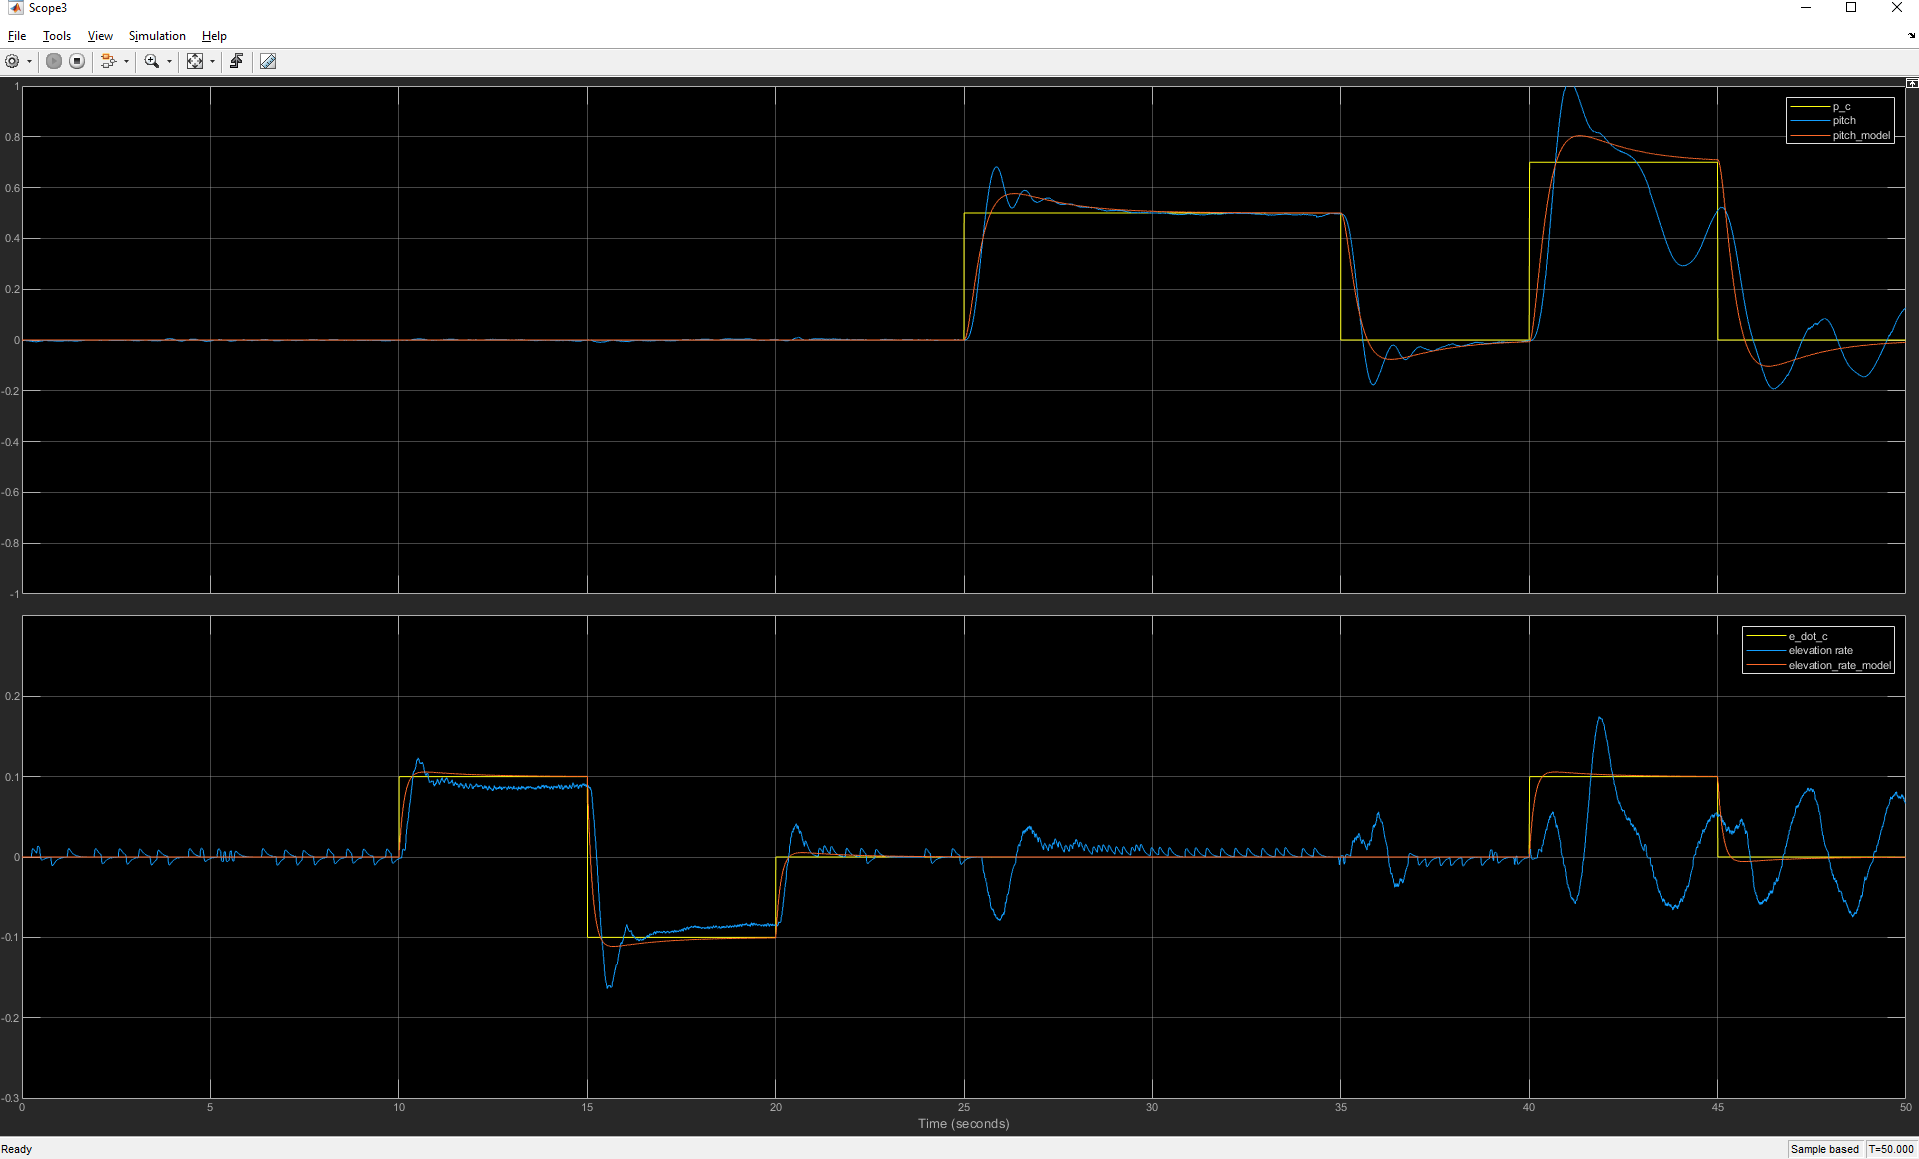 Scope3
File Tools View Simulation Help
1
0.8
0.6
0.4
0.2
0
-0.2
-0.4
-0.6
-0.8
-1
p_c
pitch
pitch_model
0.2
0.1
0
-0.1
-0.2
-0.3
e_dot_c
elevation rate
elevation_rate_model
0 5 10 15 20 25 30 35 40 45 50
Time (seconds)
Ready Sample based T=50.000